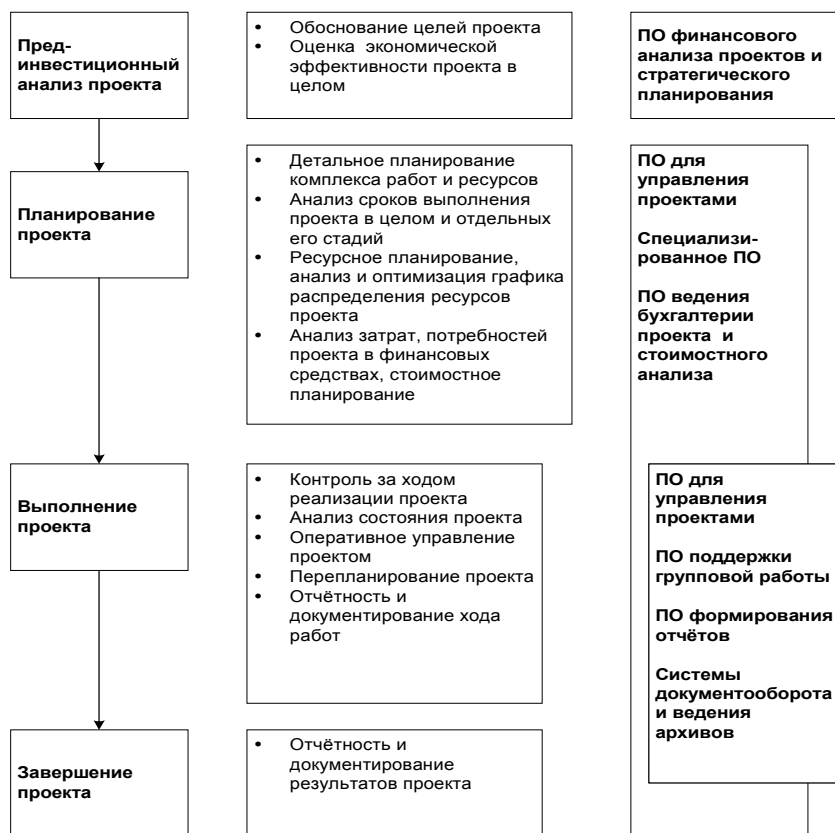 Пред-
инвестиционный
анализ проекта
• Обоснование целей проекта
• Оценка экономической
эффективности проекта в
целом
ПО финансового
анализа проектов и
стратегического
планирования
Планирование
проекта
• Детальное планирование
комплекса работ и ресурсов
• Анализ сроков выполнения
проекта в целом и отдельных
его стадий
• Ресурсное планирование,
анализ и оптимизация графика
распределения ресурсов
проекта
• Анализ затрат, потребностей
проекта в финансовых
средствах, стоимостное
планирование
ПО для
управления
проектами
Специализи-
рованное ПО
ПО ведения
бухгалтерии
проекта и
стоимостного
анализа
Выполнение
проекта
• Контроль за ходом
реализации проекта
• Анализ состояния проекта
• Оперативное управление
проектом
• Перепланирование проекта
• Отчётность и
документирование хода
работ
ПО для
управления
проектами
ПО поддержки
групповой работы
ПО формирования
отчётов
Системы
документооборота
и ведения
архивов
Завершение
проекта
• Отчётность и
документирование
результатов проекта